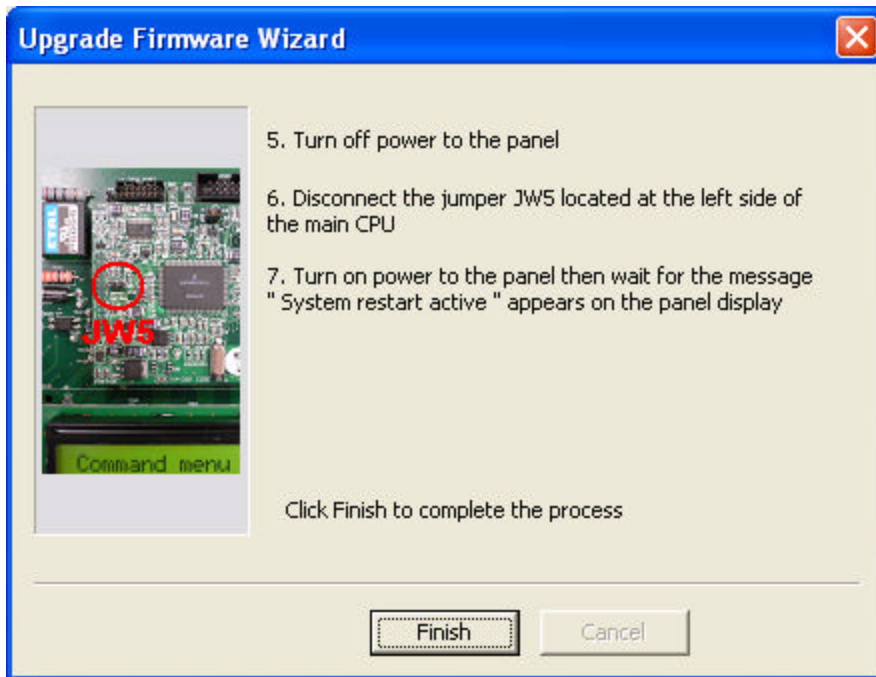 Upgrade Firmware Wizard
5. Turn off power to the panel
6. Disconnect the jumper JW5 located at the left side of
the main CPU
7. Turn on power to the panel then wait for the message
" System restart active " appears on the panel display
ETAL
JW5
Command menu
Click Finish to complete the process
Finish
Cancel